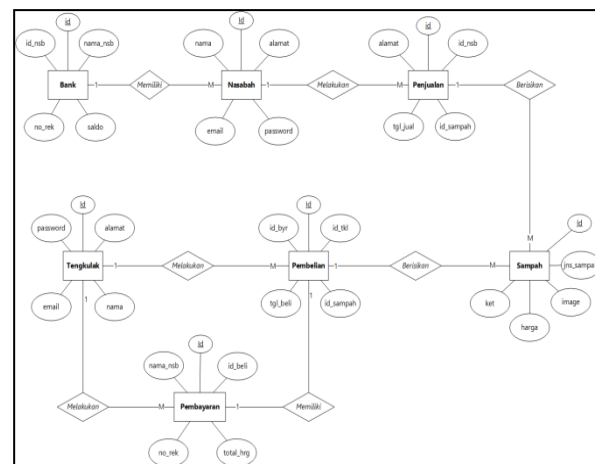 id
id_nsb
nama_nsb
Bank
no_rek
saldo
1
Memiliki
M
Id
nama
alamat
Nasabah
email
password
1
Melakukan
M
id
alamat
id_nsb
Penjualan
tgl_jual
id_sampah
1
Berisikan
M
Id
password
alamat
Tengkulak
email
nama
1
Melakukan
M
Id
id_byr
id_tkl
Pembelian
tgl_beli
id_sampah
1
Berisikan
M
Id
jns_sampa
Sampah
ket
image
harga
1
Melakukan
M
Id
nama_nsb
id_beli
Pembayaran
no_rek
total_hrg
1
Memiliki
1